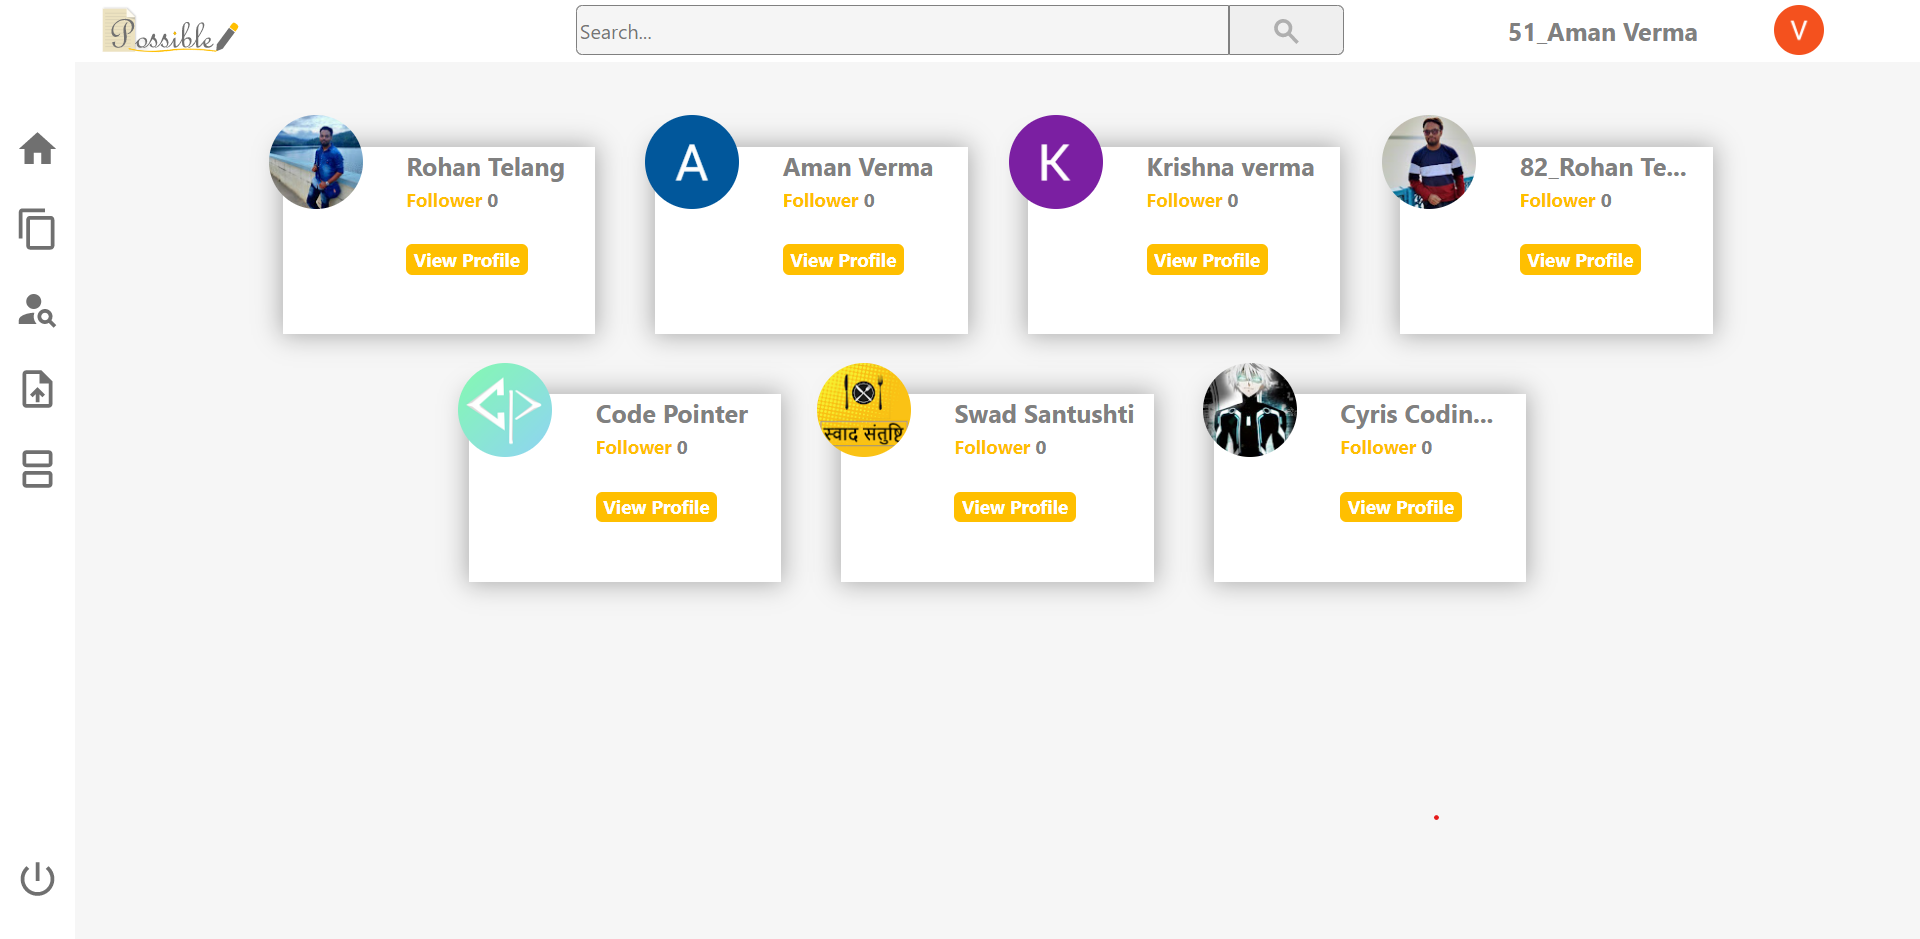 Possible
Search...
51_Aman Verma
V
Rohan Telang
Follower 0
View Profile
A
Aman Verma
Follower 0
View Profile
K
Krishna verma
Follower 0
View Profile
82_Rohan Te...
Follower 0
View Profile
Code Pointer
Follower 0
View Profile
स्वाद संतुष्टि
Swad Santushti
Follower 0
View Profile
Cyris Codin...
Follower 0
View Profile